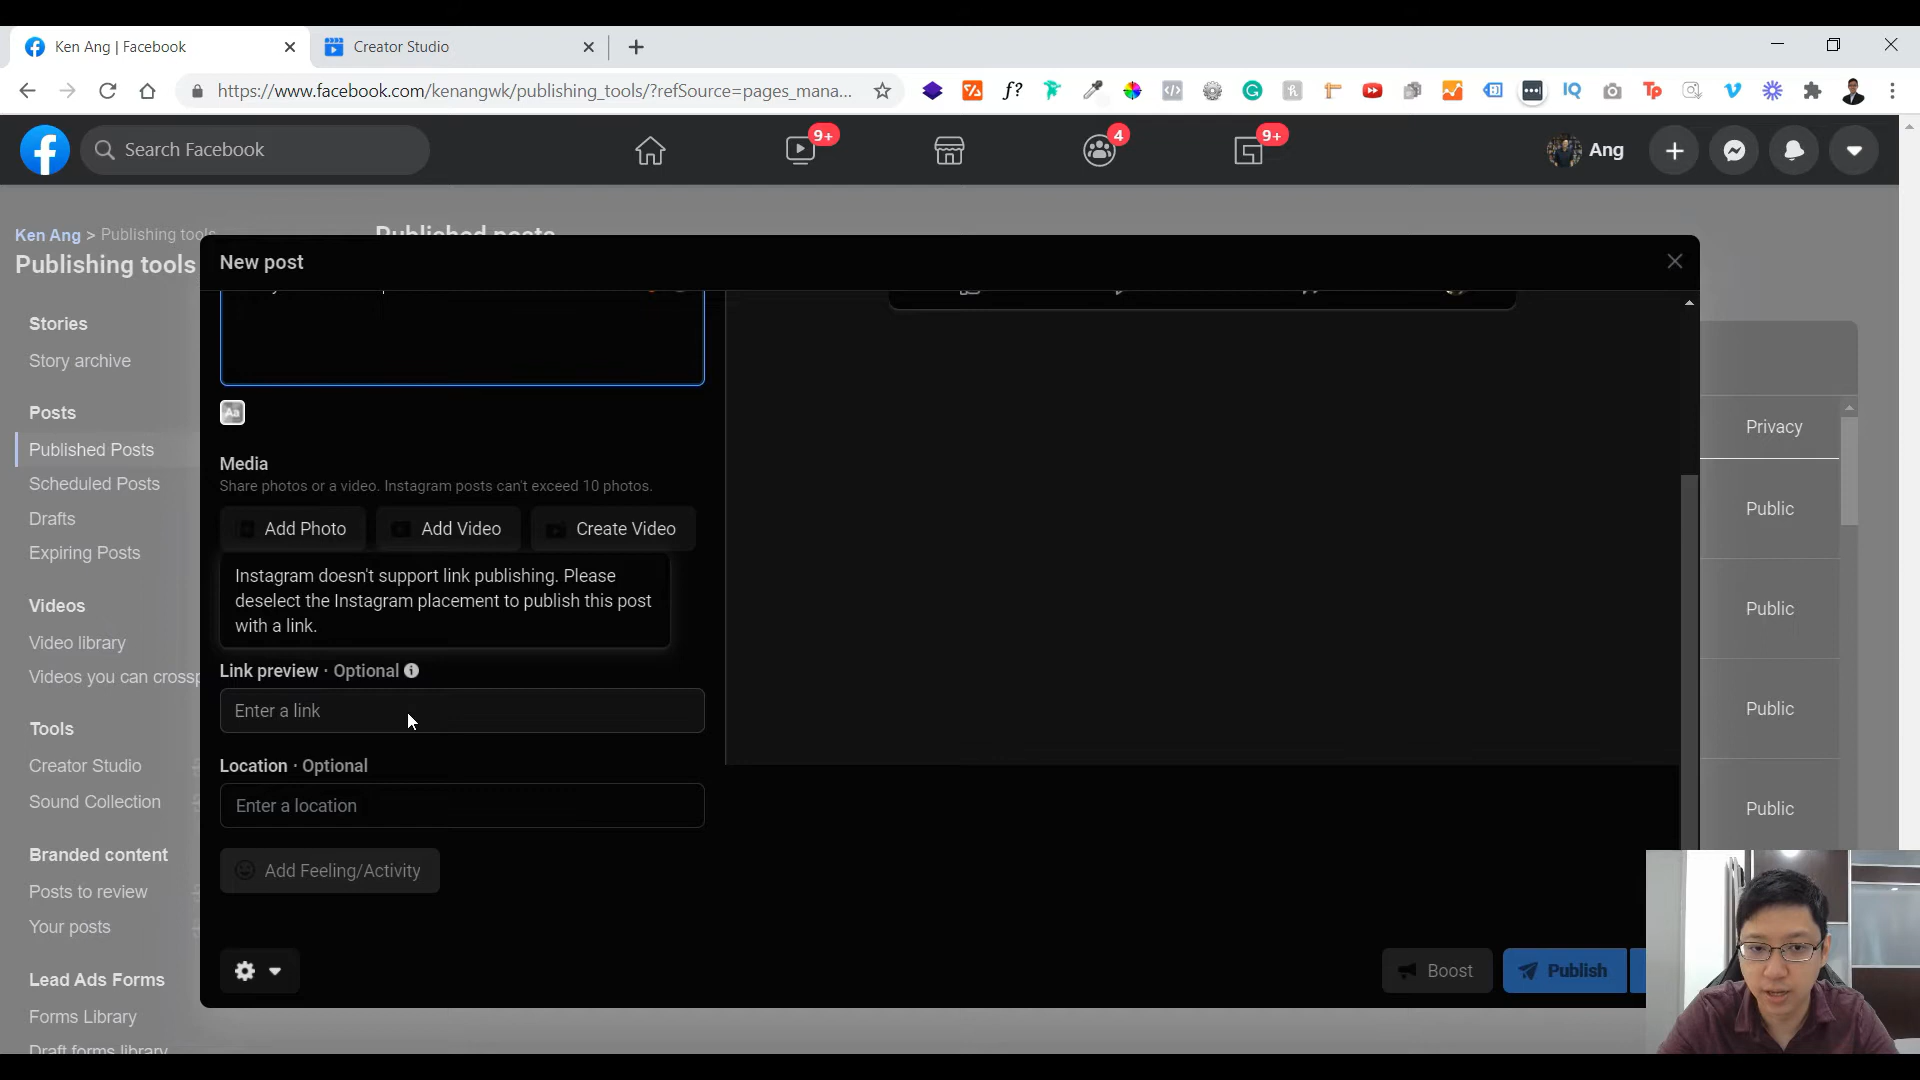 Ken Ang | Facebook
Creator Studio
https://www.facebook.com/kenangwk/publishing_tools/?refSource=pages_mana...
Search Facebook
9+
4
9+
Ang
Ken Ang > Publishing tools
Publishing tools
Published posts
Stories
Story archive
Posts
Published Posts
Scheduled Posts
Drafts
Expiring Posts
Videos
Video library
Videos you can crossp
Tools
Creator Studio
Sound Collection
Branded content
Posts to review
Your posts
Lead Ads Forms
Forms Library
Draft forms library
New post
Aa
Media
Share photos or a video. Instagram posts can't exceed 10 photos.
Add Photo
Add Video
Create Video
Instagram doesn't support link publishing. Please
deselect the Instagram placement to publish this post
with a link.
Link preview · Optional
Enter a link
Location · Optional
Enter a location
Add Feeling/Activity
Boost
Publish
Privacy
Public
Public
Public
Public